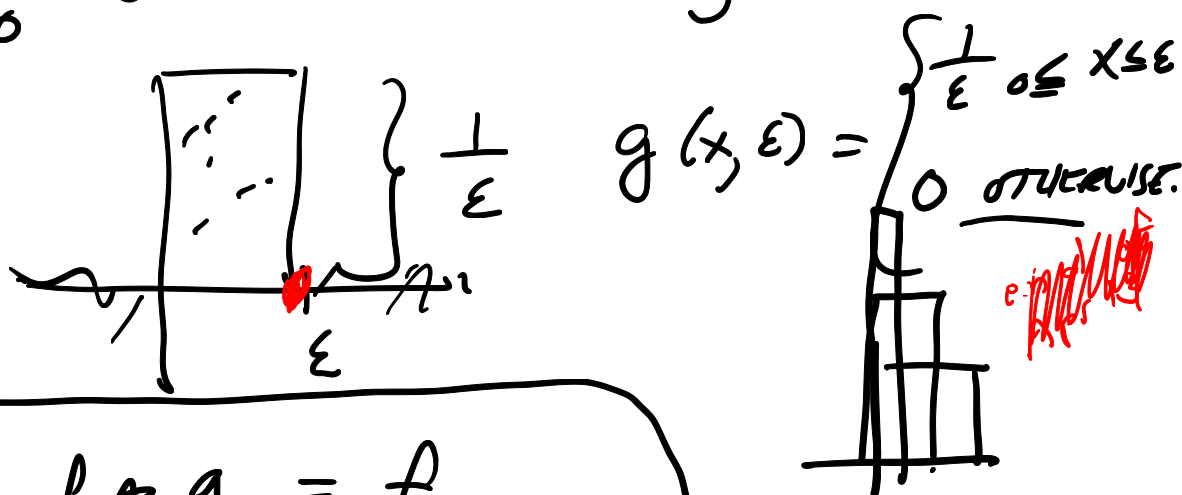 1/ε
g(x, ε) = { 1/ε 0 ≤ x ≤ ε
0 OTHERWISE.
ε
= f